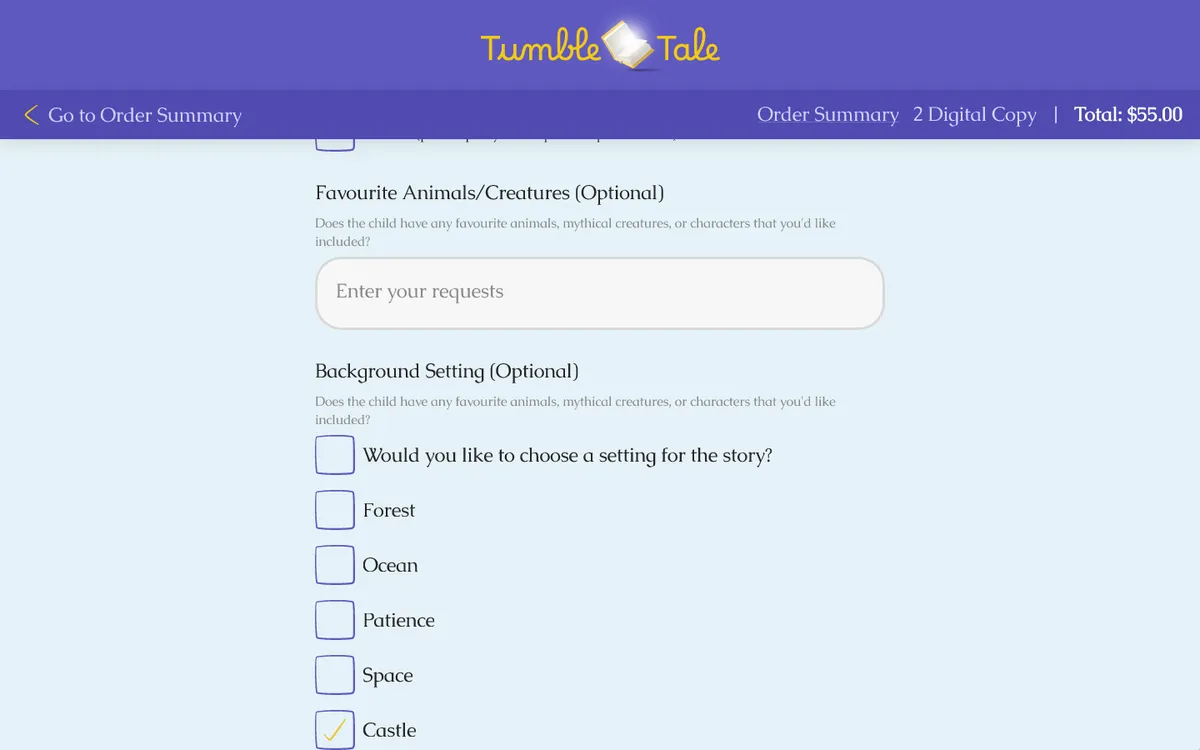 Tumble Tale
Go to Order Summary
Order Summary 2 Digital Copy | Total: $55.00
Favourite Animals/Creatures (Optional)
Does the child have any favourite animals, mythical creatures, or characters that you'd like
included?
Enter your requests
Background Setting (Optional)
Does the child have any favourite animals, mythical creatures, or characters that you'd like
included?
Would you like to choose a setting for the story?
Forest
Ocean
Patience
Space
Castle